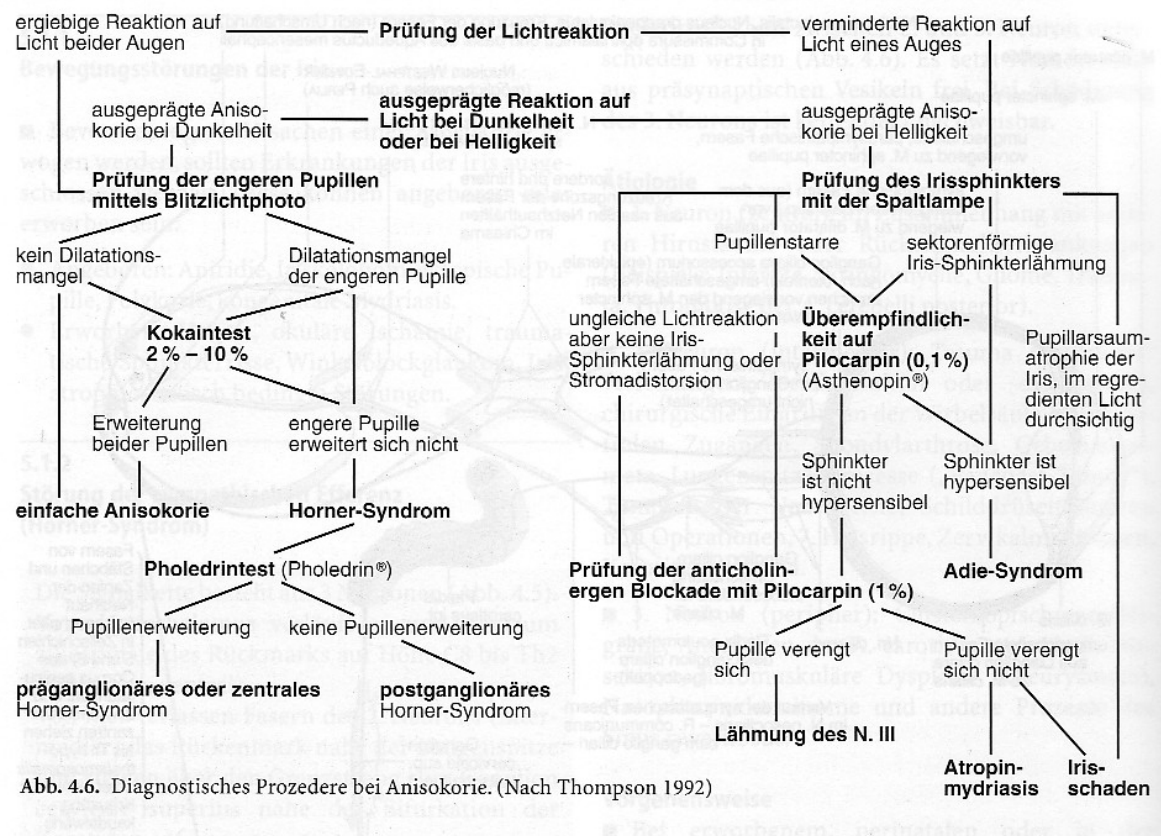 ergiebige Reaktion auf
Licht beider Augen
Prüfung der Lichtreaktion
verminderte Reaktion auf
Licht eines Auges
ausgeprägte Aniso-
korie bei Dunkelheit
ausgeprägte Reaktion auf
Licht bei Dunkelheit
oder bei Helligkeit
ausgeprägte Aniso-
korie bei Helligkeit
Prüfung der engeren Pupillen
mittels Blitzlichtphoto
Prüfung des Irissphinkters
mit der Spaltlampe
kein Dilatations-
mangel
Dilatationsmangel
der engeren Pupille
Pupillenstarre
sektorenförmige
Iris-Sphinkterlähmung
Kokaintest
2 % – 10 %
ungleiche Lichtreaktion
aber keine Iris-
Sphinkterlähmung oder
Stromadistorsion
Überempfindlich-
keit auf
Pilocarpin (0,1 %)
(Asthenopin®)
Pupillarsaum-
atrophie der
Iris, im regre-
dienten Licht
durchsichtig
Erweiterung
beider Pupillen
engere Pupille
erweitert sich nicht
Sphinkter
ist nicht
hypersensibel
Sphinkter ist
hypersensibel
einfache Anisokorie
Horner-Syndrom
Pholedrintest (Pholedrin®)
Prüfung der anticholin-
ergen Blockade mit Pilocarpin (1 %)
Adie-Syndrom
Pupillenerweiterung
keine Pupillenerweiterung
Pupille verengt
sich
Pupille verengt
sich nicht
präganglionäres oder zentrales
Horner-Syndrom
postganglionäres
Horner-Syndrom
Lähmung des N. III
Atropin-
mydriasis
Iris-
schaden
Abb. 4.6. Diagnostisches Prozedere bei Anisokorie. (Nach Thompson 1992)